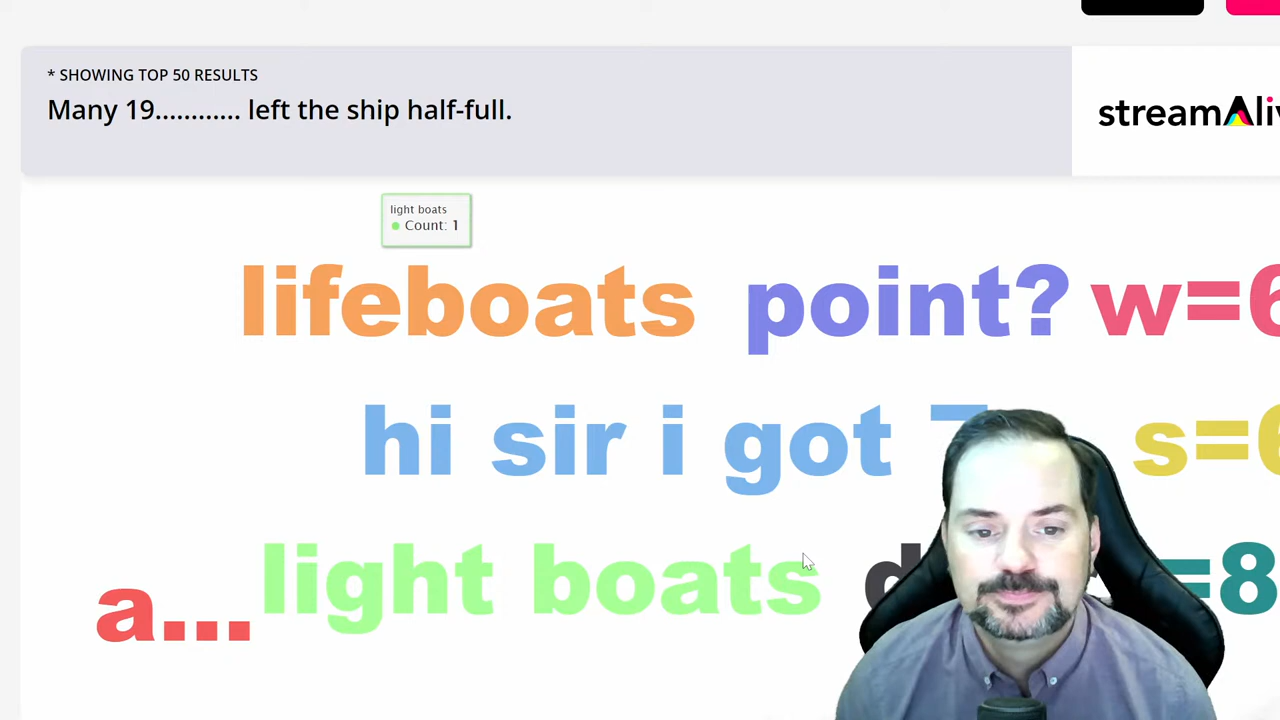 * SHOWING TOP 50 RESULTS
Many 19............ left the ship half-full.
streamAliv
light boats
Count: 1
lifeboats point? w=6
hi sir i got s=6
a... light boats =8